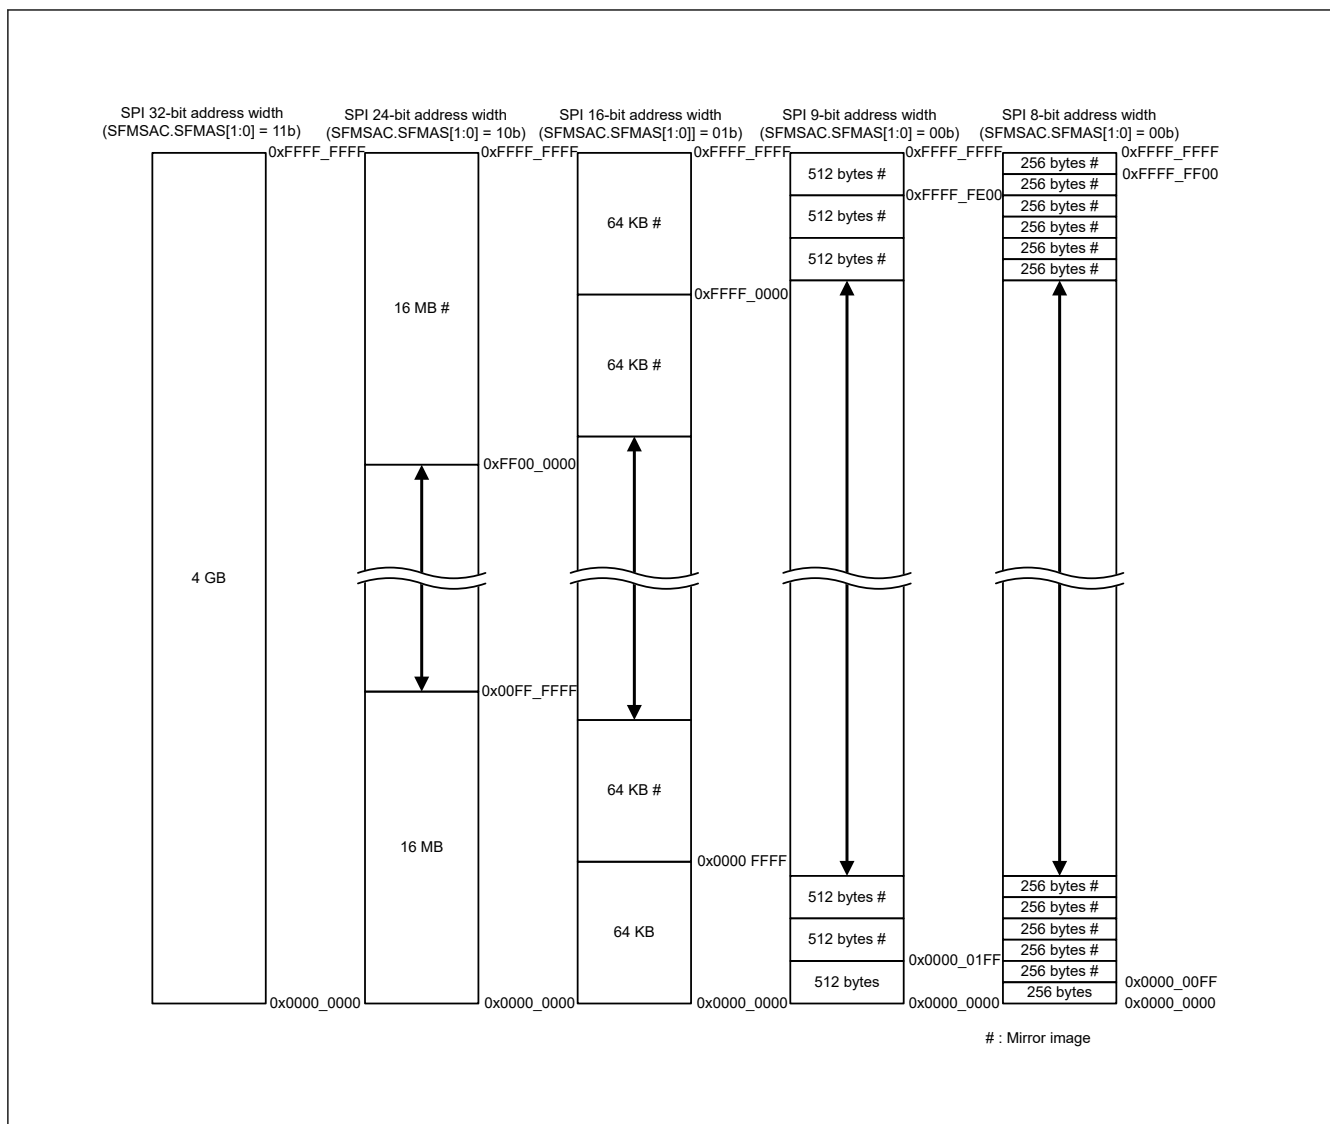 SPI 32-bit address width
(SFMSAC.SFMAS[1:0] = 11b)
0xFFFF_FFFF
4 GB
0x0000_0000
SPI 24-bit address width
(SFMSAC.SFMAS[1:0] = 10b)
0xFFFF_FFFF
16 MB #
0xFF00_0000
0x00FF_FFFF
16 MB
0x0000_0000
SPI 16-bit address width
(SFMSAC.SFMAS[1:0]] = 01b)
0xFFFF_FFFF
64 KB #
0xFFFF_0000
64 KB #
64 KB #
0x0000 FFFF
64 KB
0x0000_0000
SPI 9-bit address width
(SFMSAC.SFMAS[1:0] = 00b)
0xFFFF_FFFF
512 bytes #
0xFFFF_FE00
512 bytes #
512 bytes #
512 bytes #
512 bytes #
0x0000_01FF
512 bytes
0x0000_0000
SPI 8-bit address width
(SFMSAC.SFMAS[1:0] = 00b)
0xFFFF_FFFF
256 bytes #
0xFFFF_FF00
256 bytes #
256 bytes #
256 bytes #
256 bytes #
256 bytes #
256 bytes #
256 bytes #
256 bytes #
256 bytes #
256 bytes #
0x0000_00FF
256 bytes
0x0000_0000
# : Mirror image